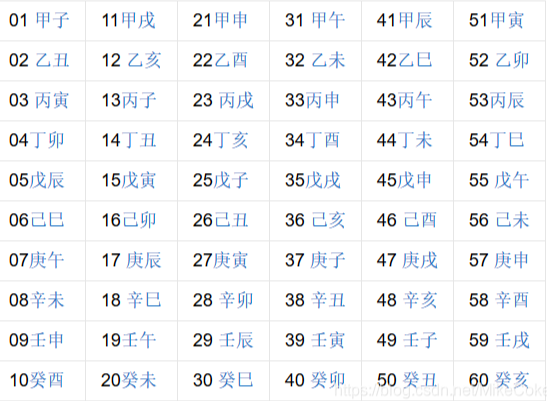 01 甲子 11甲戌 21甲申 31 甲午 41甲辰 51甲寅
02 乙丑 12 乙亥 22乙酉 32 乙未 42乙巳 52 乙卯
03 丙寅 13丙子 23 丙戌 33丙申 43丙午 53丙辰
04丁卯 14丁丑 24丁亥 34丁酉 44丁未 54丁巳
05戊辰 15戊寅 25戊子 35戊戌 45戊申 55 戊午
06己巳 16己卯 26己丑 36 己亥 46 己酉 56 己未
07庚午 17 庚辰 27庚寅 37 庚子 47 庚戌 57 庚申
08辛未 18 辛巳 28 辛卯 38 辛丑 48 辛亥 58 辛酉
09壬申 19壬午 29 壬辰 39 壬寅 49 壬子 59 壬戌
10癸酉 20癸未 30 癸巳 40 癸卯 50 癸丑 60 癸亥
https://blog.csdn.net/MikeCoke